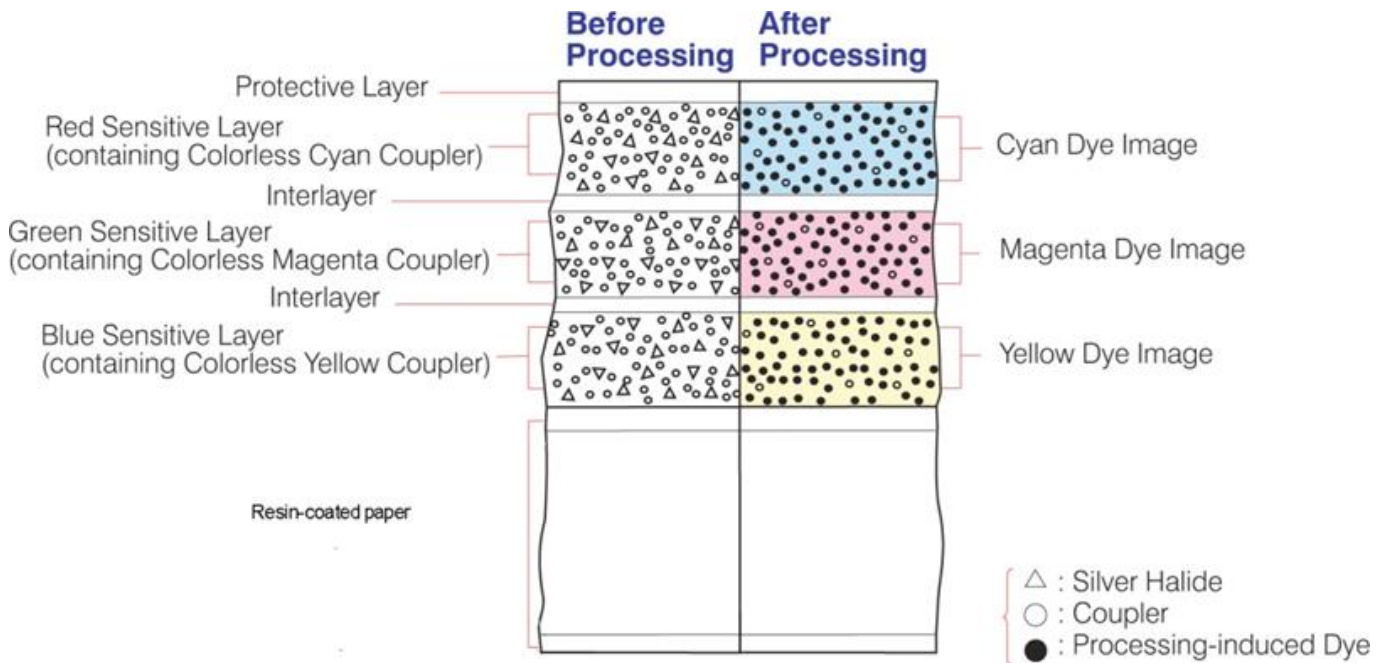 Before
Processing
After
Processing
Protective Layer
Red Sensitive Layer
(containing Colorless Cyan Coupler)
Cyan Dye Image
Interlayer
Green Sensitive Layer
(containing Colorless Magenta Coupler)
Magenta Dye Image
Interlayer
Blue Sensitive Layer
(containing Colorless Yellow Coupler)
Yellow Dye Image
Resin-coated paper
△ : Silver Halide
○ : Coupler
● : Processing-induced Dye